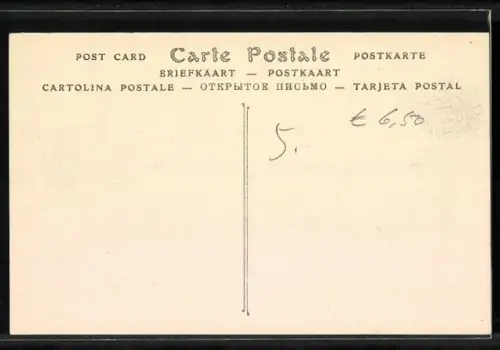 POST CARD Carte Postale POSTKARTE
BRIEFKAART — POSTKAART
CARTOLINA POSTALE — ОТКРЫТОЕ ПИСЬМО — TARJETA POSTAL
€ 6,50
5.